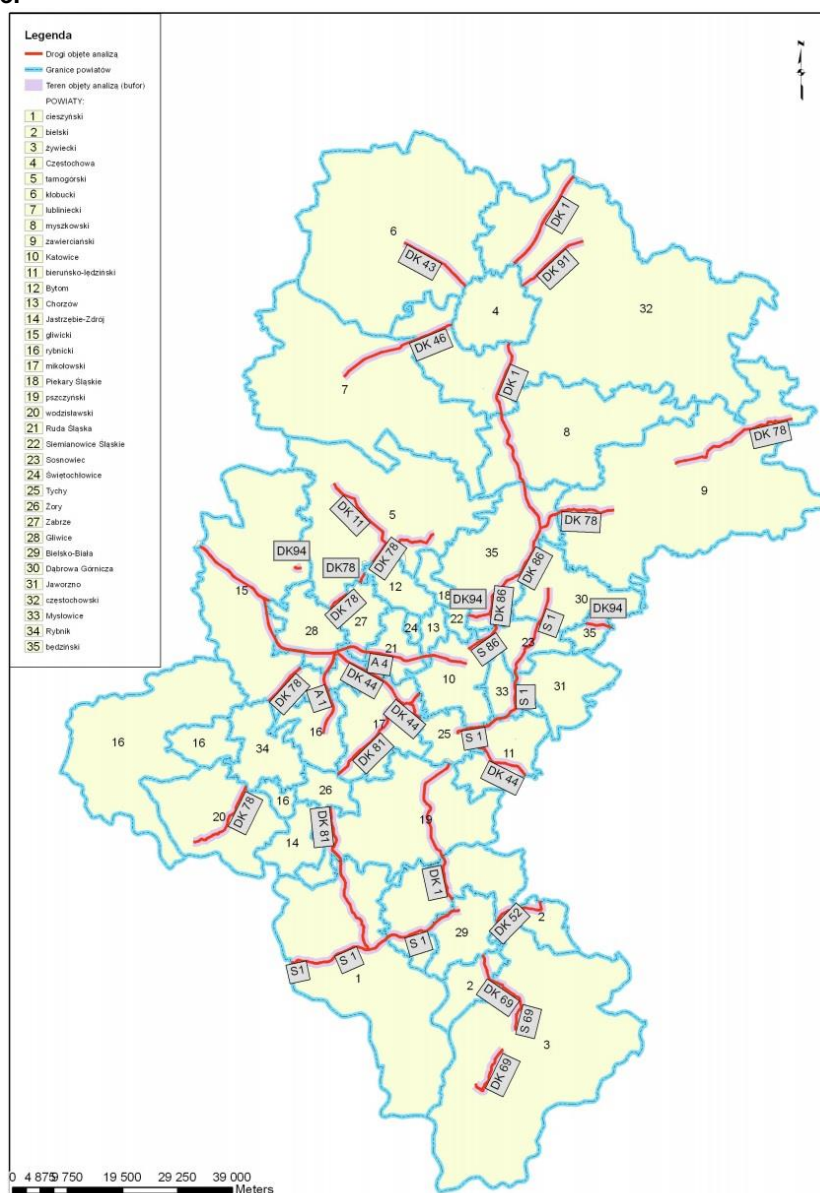 Legenda
Drogi objęte analizą
Granice powiatów
Teren objęty analizą (bufor)
POWIATY:
1 cieszyński
2 bielski
3 żywiecki
4 Częstochowa
5 tarnogórski
6 kłobucki
7 lubliniecki
8 myszkowski
9 zawierciański
10 Katowice
11 bieruńsko-lędziński
12 Bytom
13 Chorzów
14 Jastrzębie-Zdrój
15 gliwicki
16 rybnicki
17 mikołowski
18 Piekary Śląskie
19 pszczyński
20 wodzisławski
21 Ruda Śląska
22 Siemianowice Śląskie
23 Sosnowiec
24 Świętochłowice
25 Tychy
26 Żory
27 Zabrze
28 Gliwice
29 Bielsko-Biała
30 Dąbrowa Górnicza
31 Jaworzno
32 częstochowski
33 Mysłowice
34 Rybnik
35 będziński
N
DK 1
6
DK 43
DK 91
4
32
DK 46
7
DK 1
8
DK 78
9
DK 11
5
DK 78
35
DK 78
DK 86
DK94
DK78
12
15
18
DK94
DK 86
30
DK94
DK 78
27
24
13
22
S 1
35
28
21
S 86
23
A 4
10
DK 44
33
31
DK 78
A 1
S 1
16
16
34
16
17
DK 44
25
S 1
11
DK 81
DK 44
26
16
20
DK 78
DK 81
19
14
DK 1
29
DK 52
2
S 1
S 1
S1
1
2
DK 69
S 69
3
DK 69
0 4 875 9 750 19 500 29 250 39 000
Meters